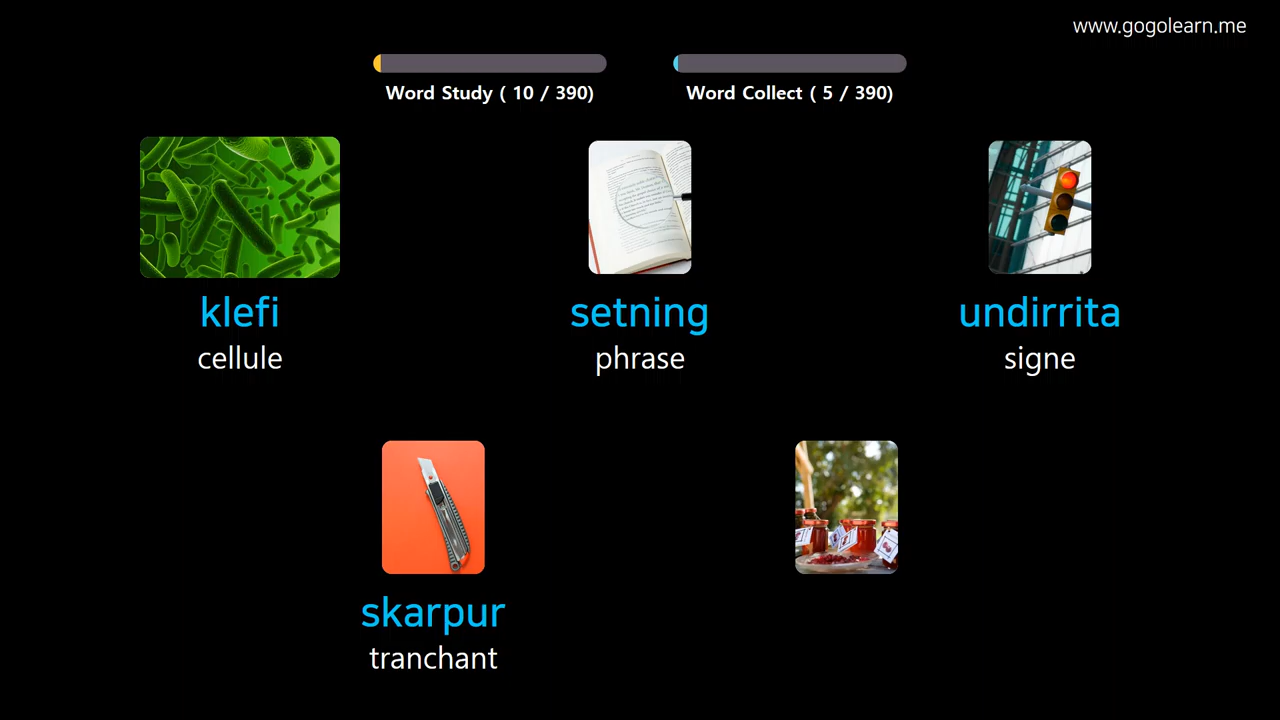 www.gogolearn.me
Word Study ( 10 / 390)
Word Collect ( 5 / 390)
klefi
cellule
setning
phrase
undirrita
signe
skarpur
tranchant